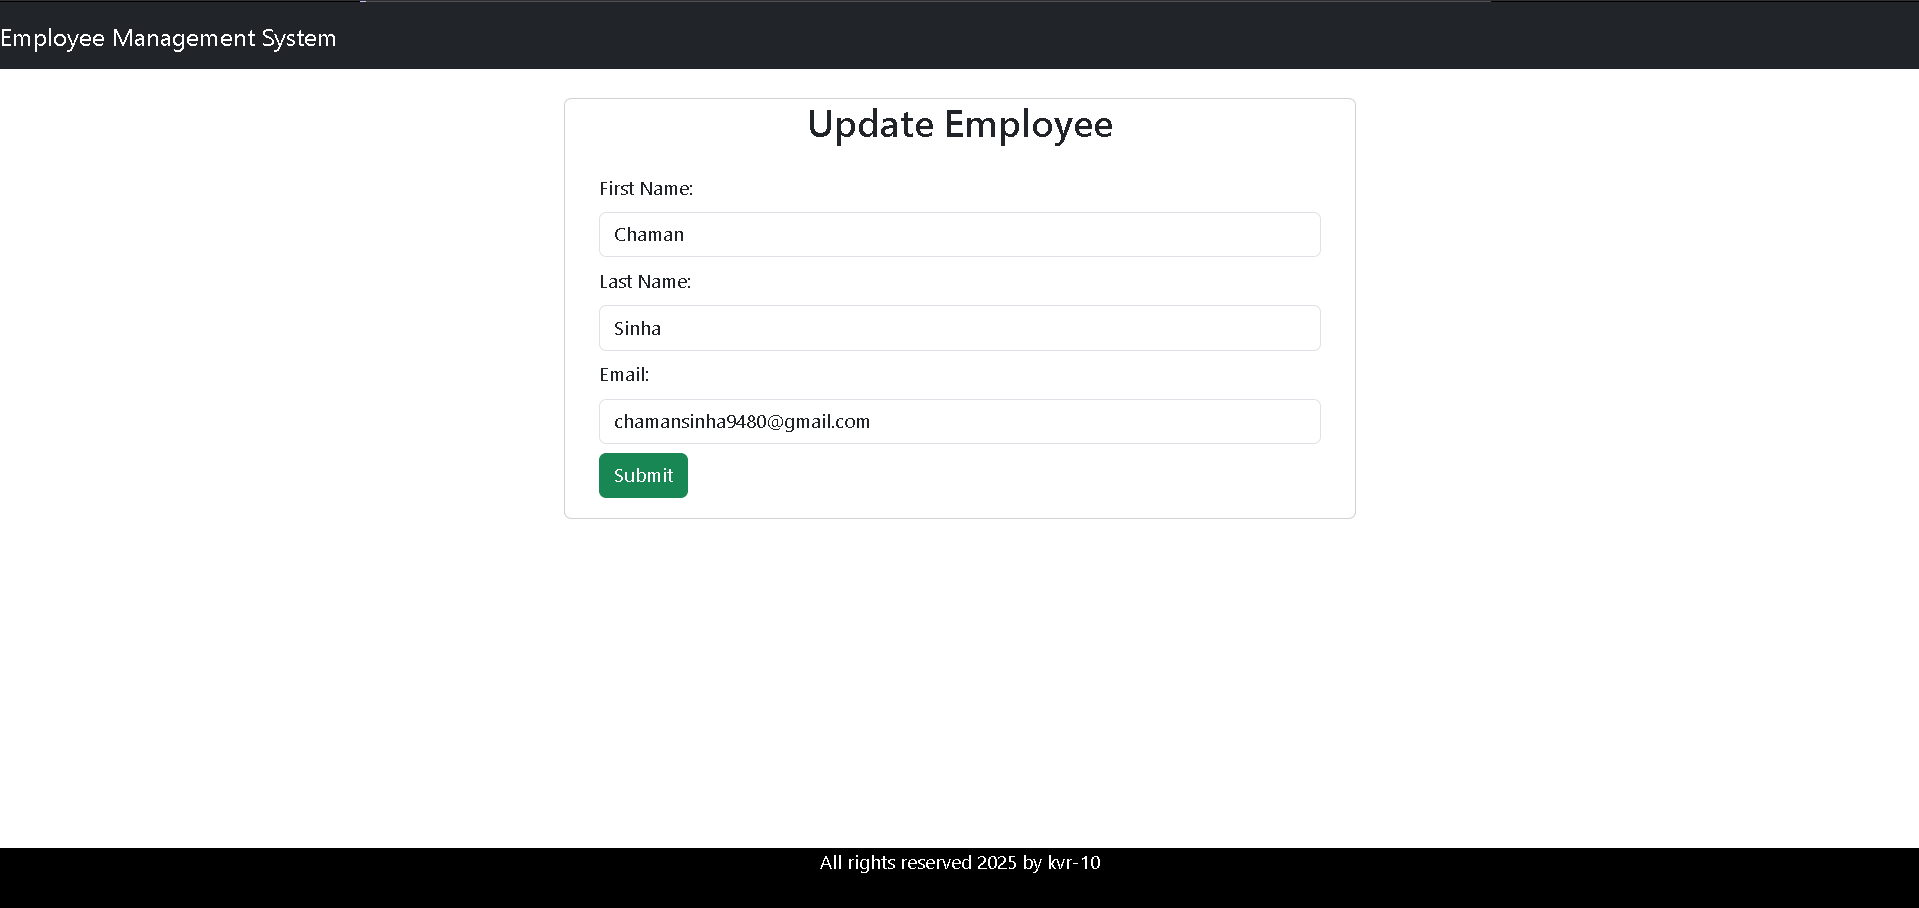 Employee Management System
Update Employee
First Name:
Chaman
Last Name:
Sinha
Email:
chamansinha9480@gmail.com
Submit
All rights reserved 2025 by kvr-10